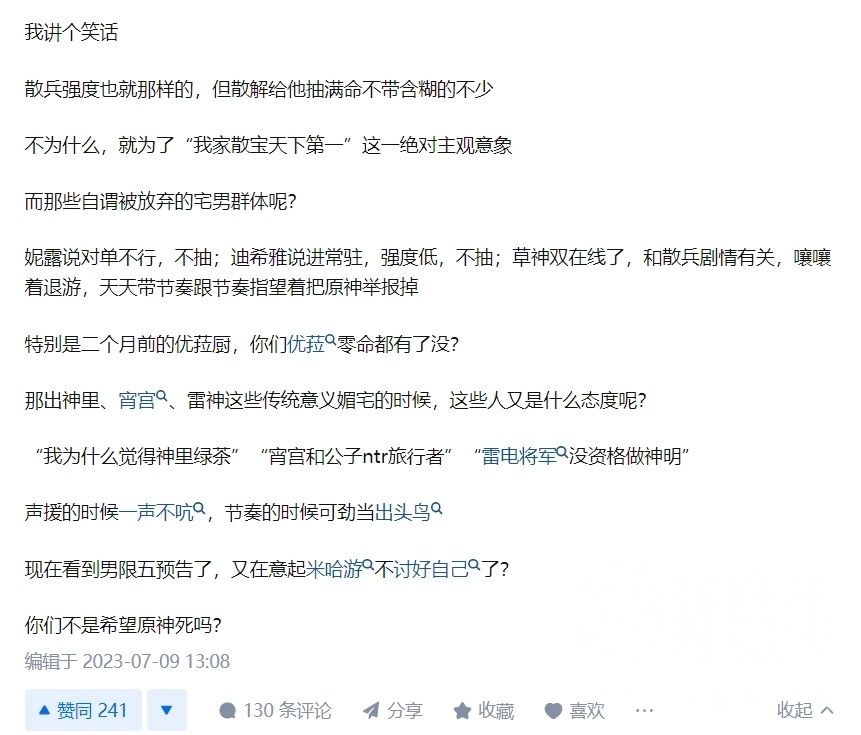 我讲个笑话
散兵强度也就那样的，但散解给他抽满命不带含糊的不少
不为什么，就为了“我家散宝天下第一”这一绝对主观意象
而那些自谓被放弃的宅男群体呢？
妮露说对单不行，不抽；迪希雅说进常驻，强度低，不抽；草神双在线了，和散兵剧情有关，嚷嚷
着退游，天天带节奏跟节奏指望着把原神举报掉
特别是二个月前的优菈厨，你们优菈零命都有了没？
那出神里、宵宫、雷神这些传统意义媚宅的时候，这些人又是什么态度呢？
“我为什么觉得神里绿茶”“宵宫和公子ntr旅行者”“雷电将军没资格做神明”
声援的时候一声不吭，节奏的时候可劲当出头鸟
现在看到男限五预告了，又在意起米哈游不讨好自己了？
你们不是希望原神死吗？
编辑于 2023-07-09 13:08
赞同 241 130 条评论 分享 收藏 喜欢 ··· 收起